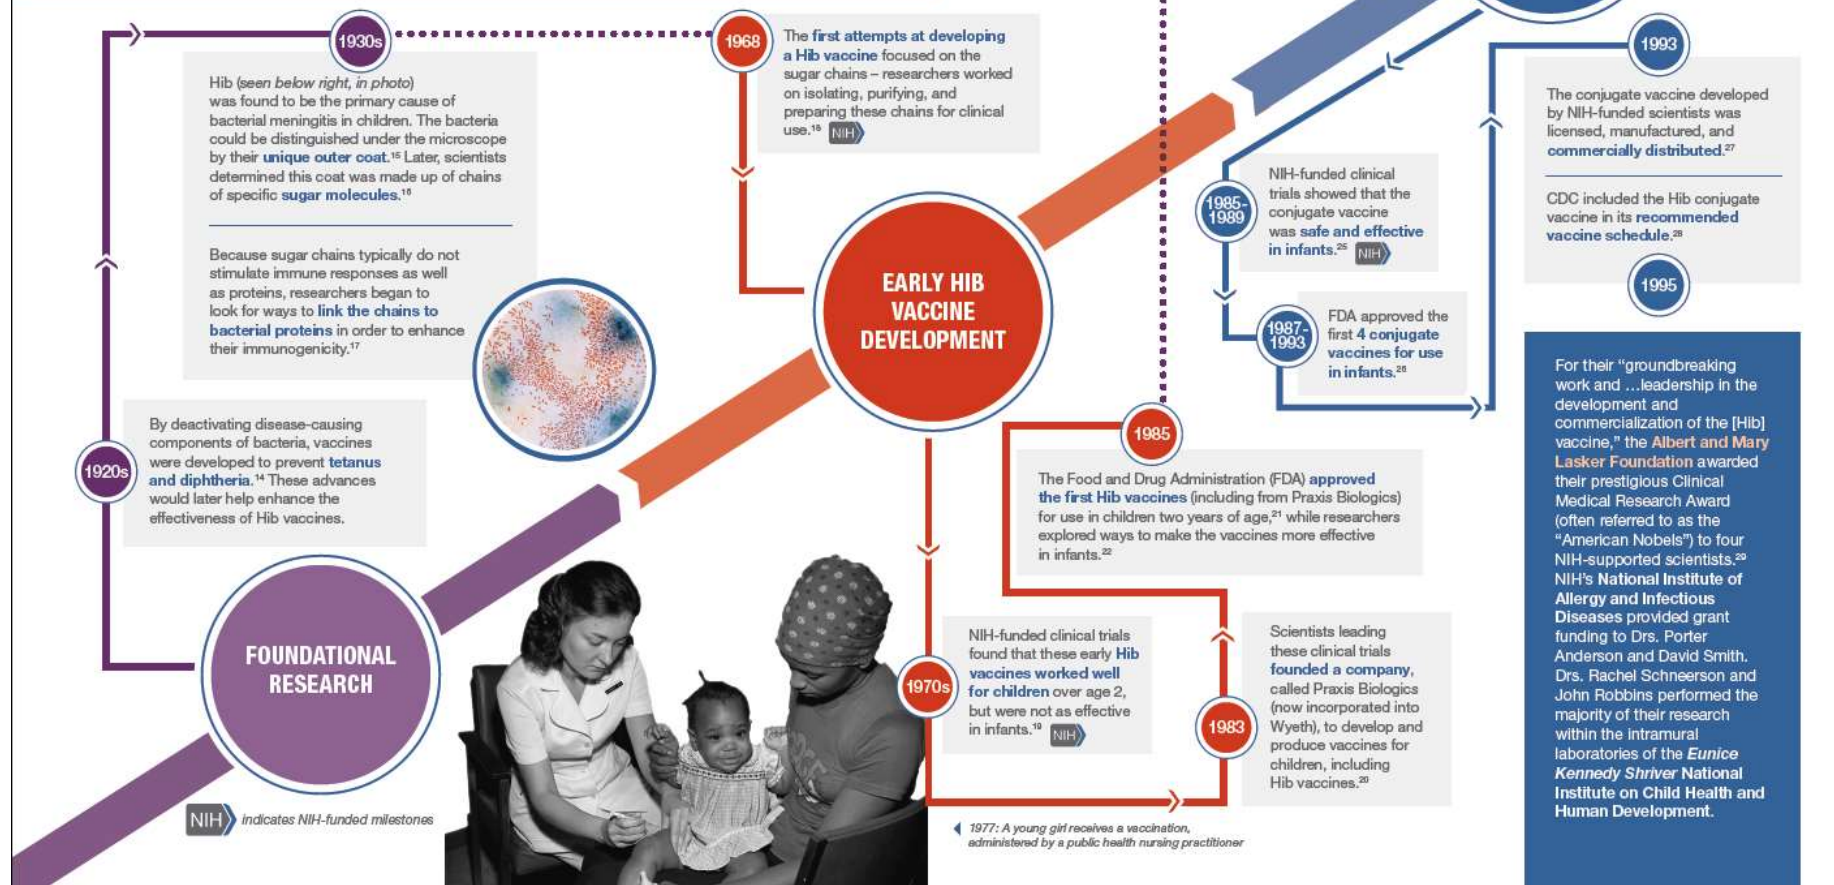 1930s
Hib (seen below right, in photo)
was found to be the primary cause of
bacterial meningitis in children. The bacteria
could be distinguished under the microscope
by their unique outer coat.¹⁵ Later, scientists
determined this coat was made up of chains
of specific sugar molecules.¹⁶
Because sugar chains typically do not
stimulate immune responses as well
as proteins, researchers began to
look for ways to link the chains to
bacterial proteins in order to enhance
their immunogenicity.¹⁷
1920s
By deactivating disease-causing
components of bacteria, vaccines
were developed to prevent tetanus
and diphtheria.¹⁴ These advances
would later help enhance the
effectiveness of Hib vaccines.
FOUNDATIONAL
RESEARCH
NIH indicates NIH-funded milestones
1968
The first attempts at developing
a Hib vaccine focused on the
sugar chains – researchers worked
on isolating, purifying, and
preparing these chains for clinical
use.¹⁸ NIH
EARLY HIB
VACCINE
DEVELOPMENT
1970s
NIH-funded clinical trials
found that these early Hib
vaccines worked well
for children over age 2,
but were not as effective
in infants.¹⁹ NIH
1983
Scientists leading
these clinical trials
founded a company,
called Praxis Biologics
(now incorporated into
Wyeth), to develop and
produce vaccines for
children, including
Hib vaccines.²⁰
1985
The Food and Drug Administration (FDA) approved
the first Hib vaccines (including from Praxis Biologics)
for use in children two years of age,²¹ while researchers
explored ways to make the vaccines more effective
in infants.²²
1977: A young girl receives a vaccination,
administered by a public health nursing practitioner
1985-
1989
NIH-funded clinical
trials showed that the
conjugate vaccine
was safe and effective
in infants.²⁵ NIH
1987-
1993
FDA approved the
first 4 conjugate
vaccines for use
in infants.²⁶
1993
The conjugate vaccine developed
by NIH-funded scientists was
licensed, manufactured, and
commercially distributed.²⁷
CDC included the Hib conjugate
vaccine in its recommended
vaccine schedule.²⁸
1995
For their “groundbreaking
work and …leadership in the
development and
commercialization of the [Hib]
vaccine,” the Albert and Mary
Lasker Foundation awarded
their prestigious Clinical
Medical Research Award
(often referred to as the
“American Nobels”) to four
NIH-supported scientists.²⁹
NIH’s National Institute of
Allergy and Infectious
Diseases provided grant
funding to Drs. Porter
Anderson and David Smith.
Drs. Rachel Schneerson and
John Robbins performed the
majority of their research
within the intramural
laboratories of the Eunice
Kennedy Shriver National
Institute on Child Health and
Human Development.